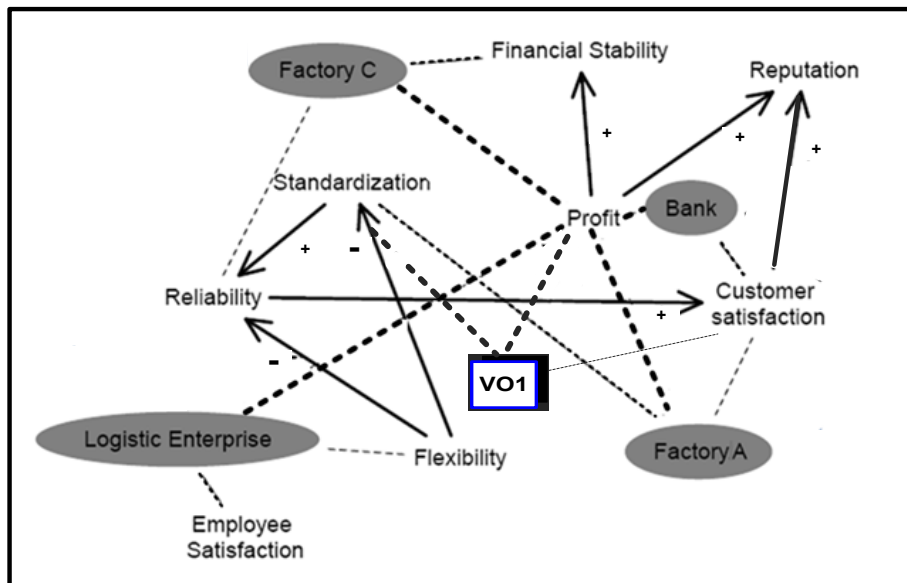 Financial Stability
Factory C
Reputation
+
+
+
Standardization
Bank
Profit
+
-
Reliability
Customer
satisfaction
+
-
-
VO1
Logistic Enterprise
Flexibility
Factory A
Employee
Satisfaction